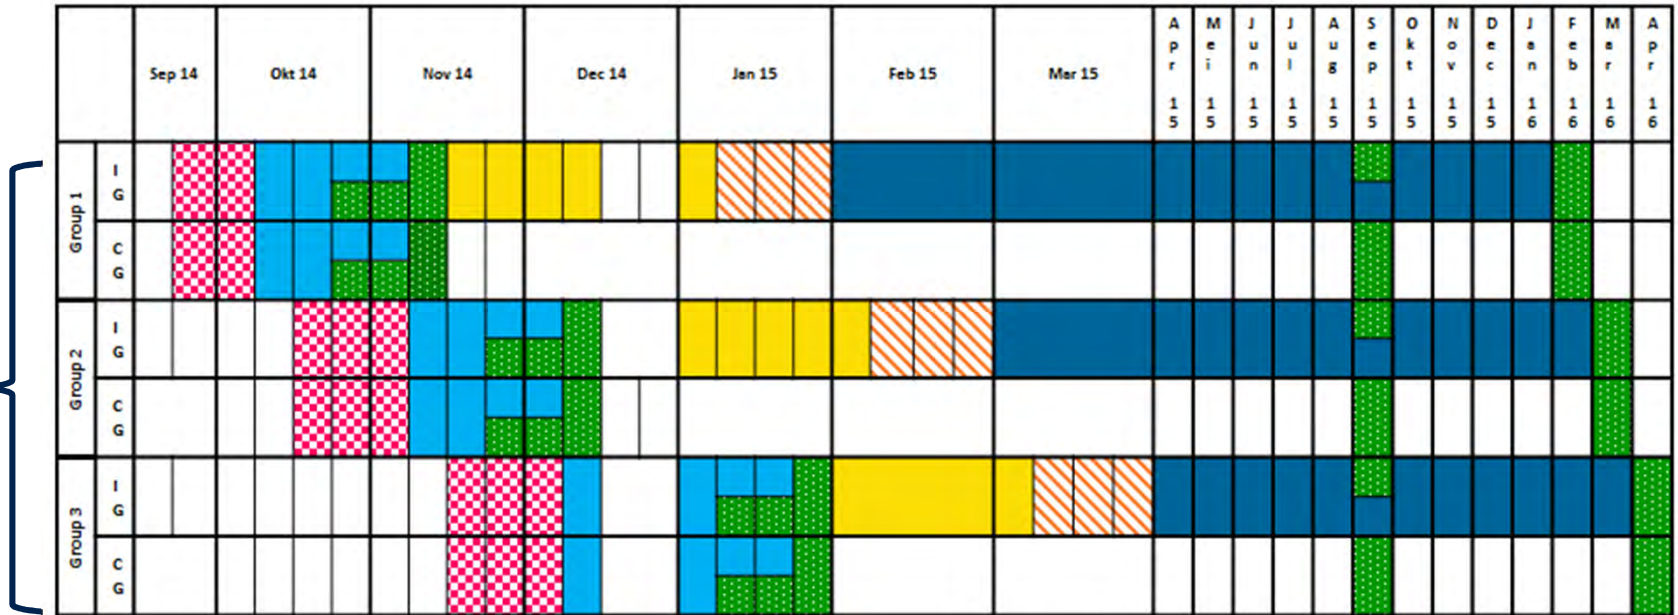 Sep 14
Okt 14
Nov 14
Dec 14
Jan 15
Feb 15
Mar 15
Apr 15
Mei 15
Jun 15
Jul 15
Aug 15
Sep 15
Okt 15
Nov 15
Dec 15
Jan 16
Feb 16
Mar 16
Apr 16
Group 1
IG
CG
Group 2
IG
CG
Group 3
IG
CG